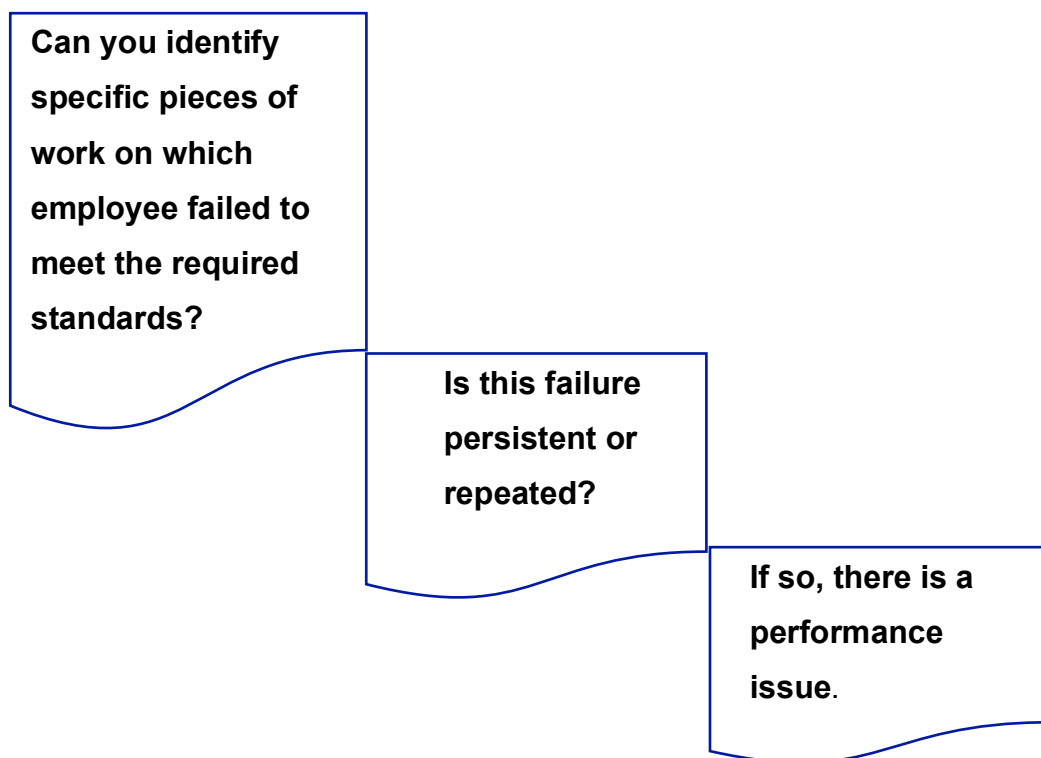 Can you identify
specific pieces of
work on which
employee failed to
meet the required
standards?
Is this failure
persistent or
repeated?
If so, there is a
performance
issue.